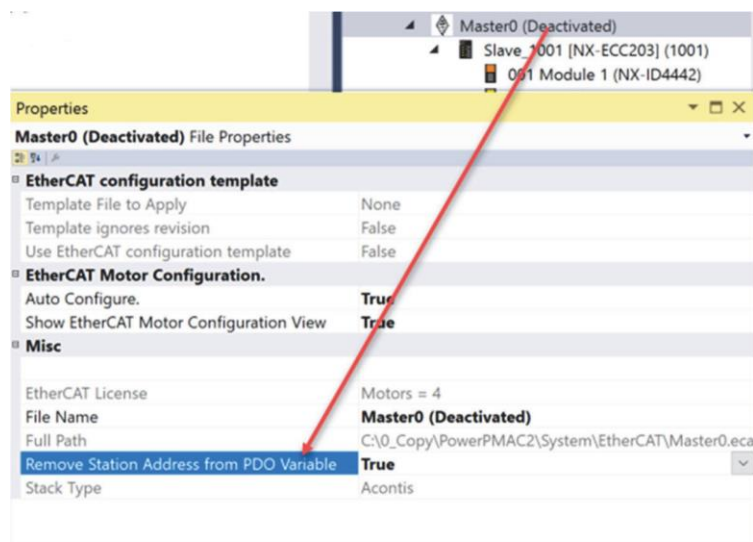 Master0 (Deactivated)
Slave_1001 [NX-ECC203] (1001)
001 Module 1 (NX-ID4442)
Properties
Master0 (Deactivated) File Properties
EtherCAT configuration template
Template File to Apply None
Template ignores revision False
Use EtherCAT configuration template False
EtherCAT Motor Configuration.
Auto Configure. True
Show EtherCAT Motor Configuration View True
Misc
EtherCAT License Motors = 4
File Name Master0 (Deactivated)
Full Path C:\0_Copy\PowerPMAC2\System\EtherCAT\Master0.eca
Remove Station Address from PDO Variable True
Stack Type Acontis